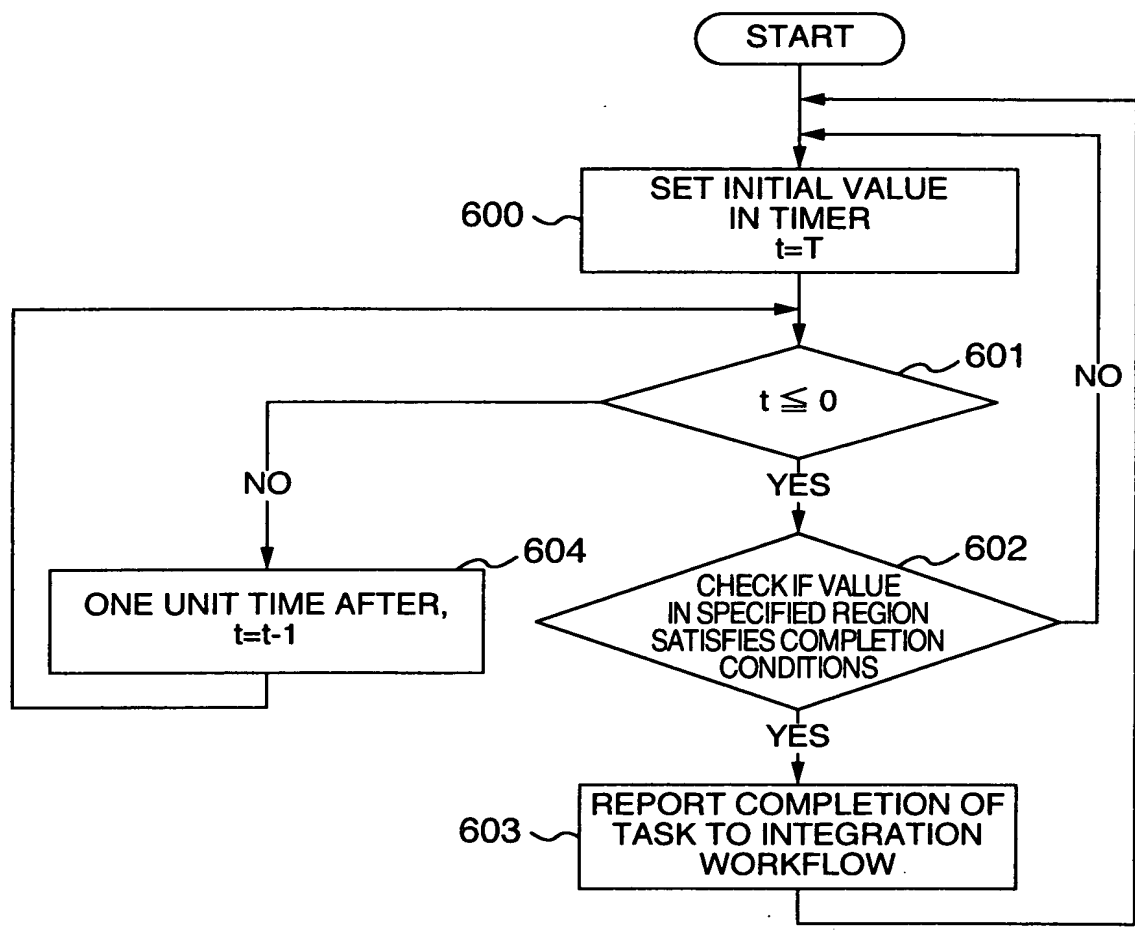 START
SET INITIAL VALUE
IN TIMER
t=T
600
601
t ≦ 0
NO
NO
YES
604
602
ONE UNIT TIME AFTER,
t=t-1
CHECK IF VALUE
IN SPECIFIED REGION
SATISFIES COMPLETION
CONDITIONS
YES
REPORT COMPLETION OF
TASK TO INTEGRATION
WORKFLOW
603